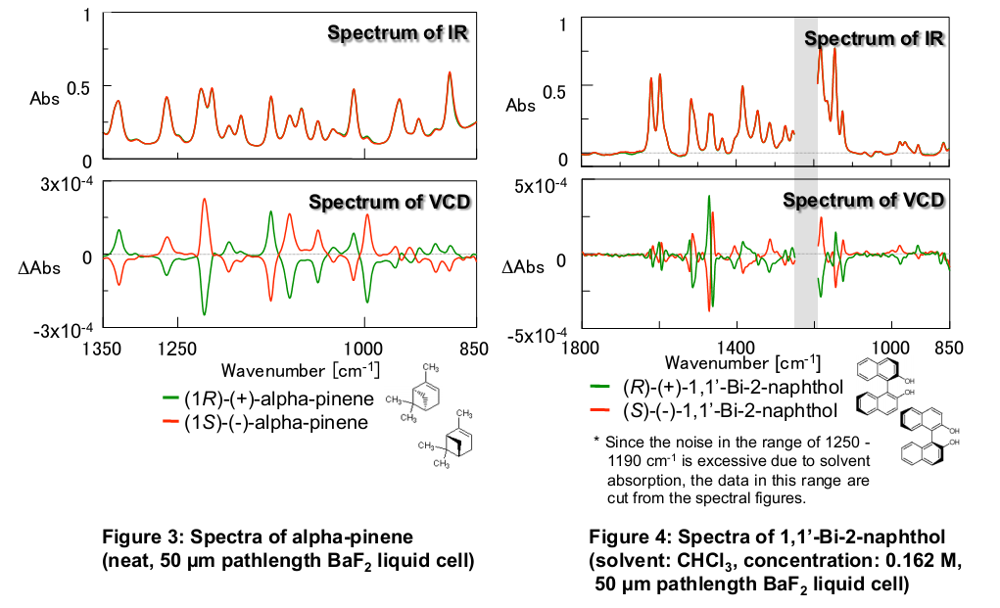 1
Spectrum of IR
Abs
0.5
0
3x10-4
Spectrum of VCD
0
ΔAbs
-3x10-4
1350
1250
1000
850
Wavenumber [cm-1]
(1R)-(+)-alpha-pinene
(1S)-(-)-alpha-pinene
CH3
CH3
CH3
CH3
CH3
CH3
Figure 3: Spectra of alpha-pinene
(neat, 50 μm pathlength BaF2 liquid cell)
1
Spectrum of IR
Abs
0.5
0
5x10-4
Spectrum of VCD
0
ΔAbs
-5x10-4
1800
1400
1000
850
Wavenumber [cm-1]
(R)-(+)-1,1’-Bi-2-naphthol
(S)-(-)-1,1’-Bi-2-naphthol
OH
OH
OH
OH
* Since the noise in the range of 1250 -
1190 cm-1 is excessive due to solvent
absorption, the data in this range are
cut from the spectral figures.
Figure 4: Spectra of 1,1’-Bi-2-naphthol
(solvent: CHCl3, concentration: 0.162 M,
50 μm pathlength BaF2 liquid cell)